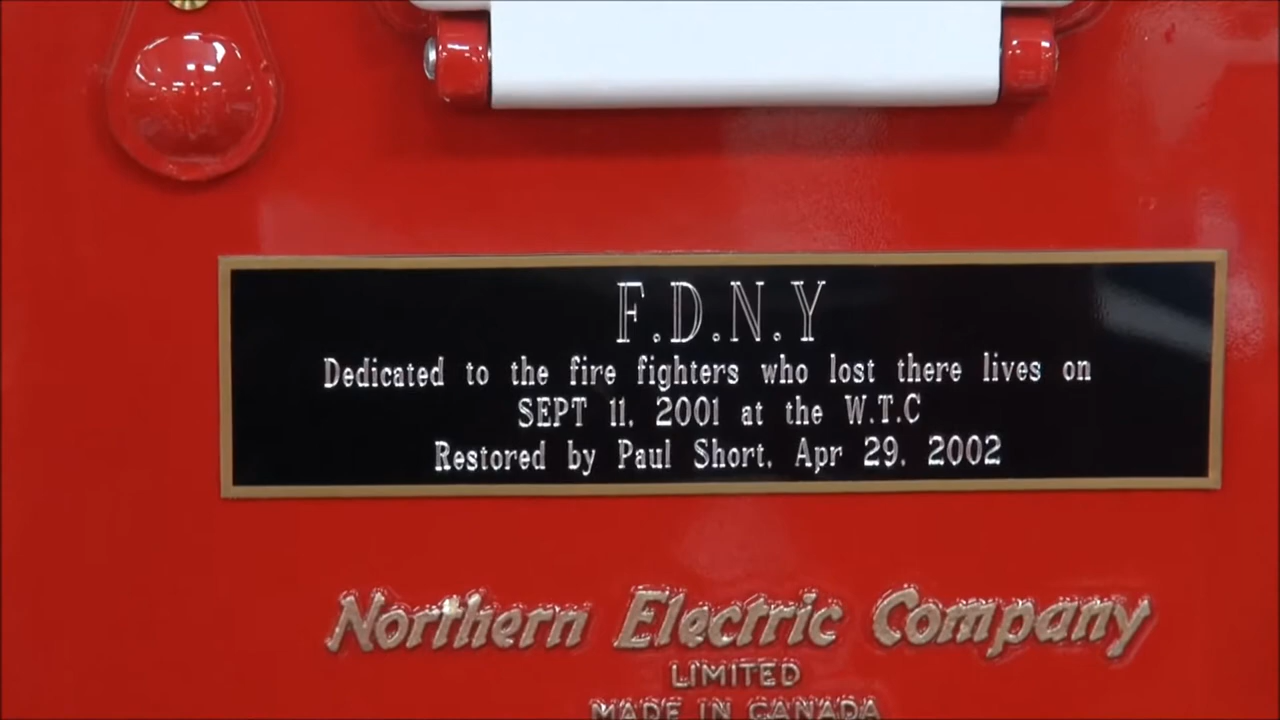 F.D.N.Y
Dedicated to the fire fighters who lost there lives on
SEPT 11, 2001 at the W.T.C
Restored by Paul Short, Apr 29, 2002
Northern Electric Company
LIMITED
MADE IN CANADA